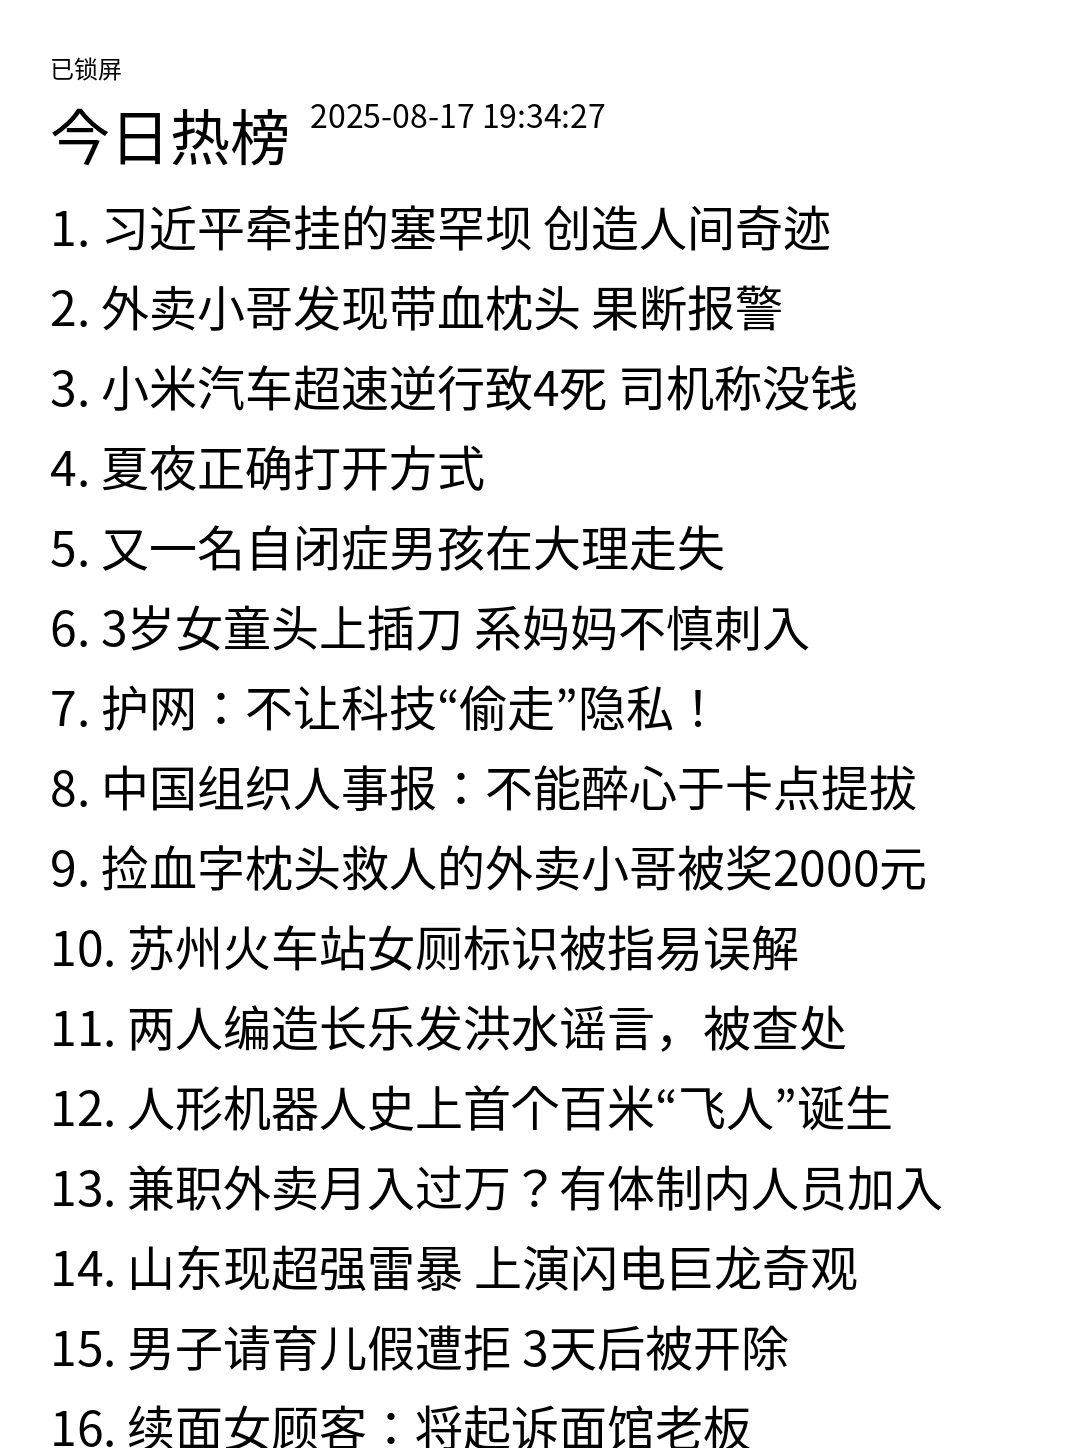 已锁屏
今日热榜 2025-08-17 19:34:27
1. 习近平牵挂的塞罕坝 创造人间奇迹
2. 外卖小哥发现带血枕头 果断报警
3. 小米汽车超速逆行致4死 司机称没钱
4. 夏夜正确打开方式
5. 又一名自闭症男孩在大理走失
6. 3岁女童头上插刀 系妈妈不慎刺入
7. 护网：不让科技“偷走”隐私！
8. 中国组织人事报：不能醉心于卡点提拔
9. 捡血字枕头救人的外卖小哥被奖2000元
10. 苏州火车站女厕标识被指易误解
11. 两人编造长乐发洪水谣言，被查处
12. 人形机器人史上首个百米“飞人”诞生
13. 兼职外卖月入过万？有体制内人员加入
14. 山东现超强雷暴 上演闪电巨龙奇观
15. 男子请育儿假遭拒 3天后被开除
16. 续面女顾客：将起诉面馆老板